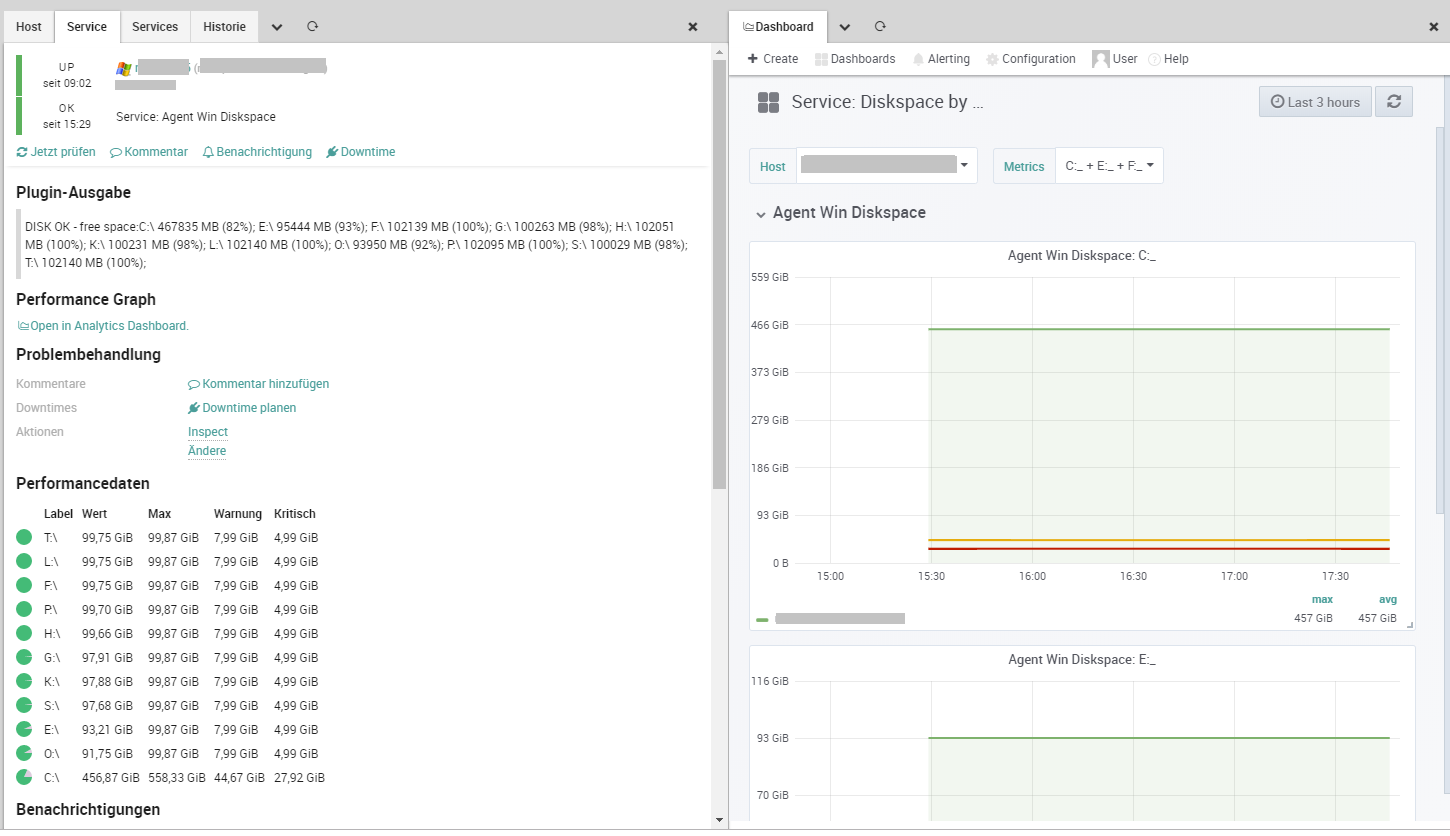 Host Service Services Historie
UP
seit 09:02
OK
seit 15:29
Service: Agent Win Diskspace
Jetzt prüfen Kommentar Benachrichtigung Downtime
Plugin-Ausgabe
DISK OK - free space:C:\ 467835 MB (82%); E:\ 95444 MB (93%); F:\ 102139 MB (100%); G:\ 100263 MB (98%); H:\ 102051
MB (100%); K:\ 100231 MB (98%); L:\ 102140 MB (100%); O:\ 93950 MB (92%); P:\ 102095 MB (100%); S:\ 100029 MB (98%);
T:\ 102140 MB (100%);
Performance Graph
Open in Analytics Dashboard.
Problembehandlung
Kommentare Kommentar hinzufügen
Downtimes Downtime planen
Aktionen Inspect
Ändere
Performancedaten
Label Wert Max Warnung Kritisch
T:\ 99,75 GiB 99,87 GiB 7,99 GiB 4,99 GiB
L:\ 99,75 GiB 99,87 GiB 7,99 GiB 4,99 GiB
F:\ 99,75 GiB 99,87 GiB 7,99 GiB 4,99 GiB
P:\ 99,70 GiB 99,87 GiB 7,99 GiB 4,99 GiB
H:\ 99,66 GiB 99,87 GiB 7,99 GiB 4,99 GiB
G:\ 97,91 GiB 99,87 GiB 7,99 GiB 4,99 GiB
K:\ 97,88 GiB 99,87 GiB 7,99 GiB 4,99 GiB
S:\ 97,68 GiB 99,87 GiB 7,99 GiB 4,99 GiB
E:\ 93,21 GiB 99,87 GiB 7,99 GiB 4,99 GiB
O:\ 91,75 GiB 99,87 GiB 7,99 GiB 4,99 GiB
C:\ 456,87 GiB 558,33 GiB 44,67 GiB 27,92 GiB
Benachrichtigungen
Dashboard
Create Dashboards Alerting Configuration User Help
Service: Diskspace by ...
Last 3 hours
Host
Metrics C:_ + E:_ + F:_
Agent Win Diskspace
Agent Win Diskspace: C:_
559 GiB
466 GiB
373 GiB
279 GiB
186 GiB
93 GiB
0 B
15:00 15:30 16:00 16:30 17:00 17:30
max avg
457 GiB 457 GiB
Agent Win Diskspace: E:_
116 GiB
93 GiB
70 GiB